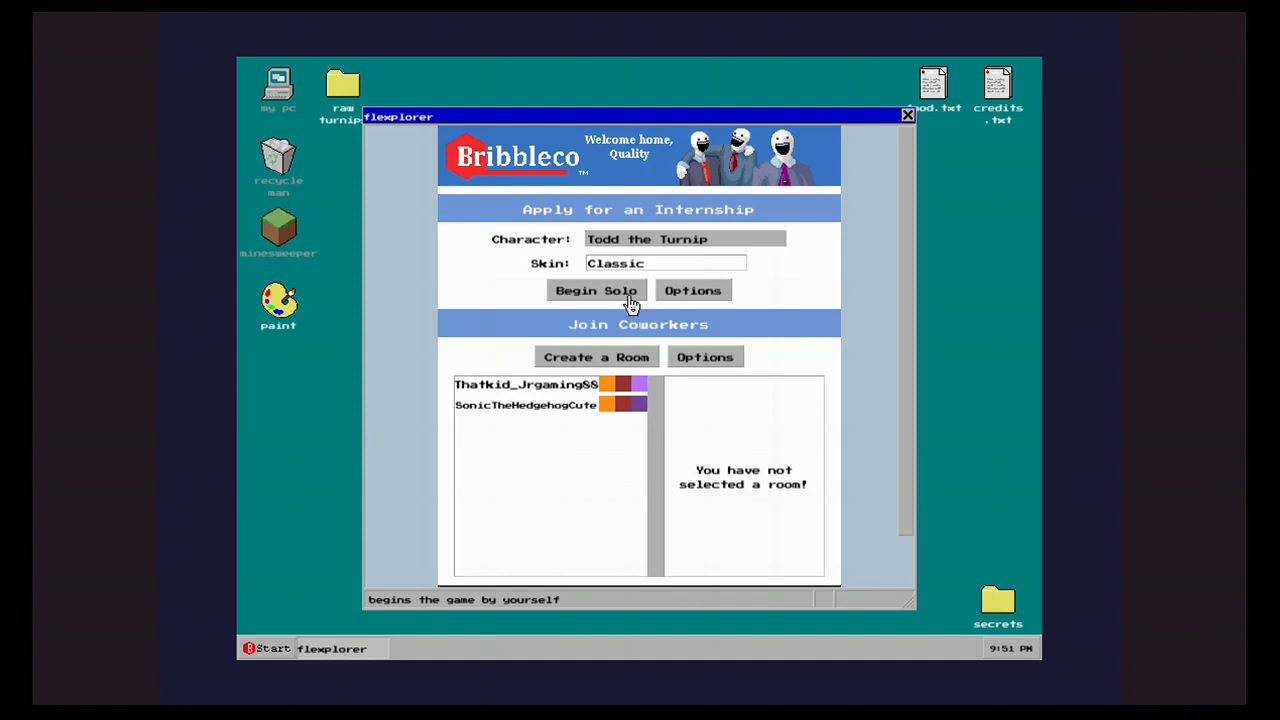 my pc
raw
turnip
food.txt
credits
.txt
flexplorer
Bribbleco
TM
Welcome home,
Quality
recycle
man
Apply for an Internship
Character: Todd the Turnip
Skin: Classic
minesweeper
Begin Solo
Options
paint
Join Coworkers
Create a Room
Options
Thatkid_Jrgaming88
SonicTheHedgehogCute
You have not
selected a room!
begins the game by yourself
secrets
B Start
flexplorer
9:51 PM